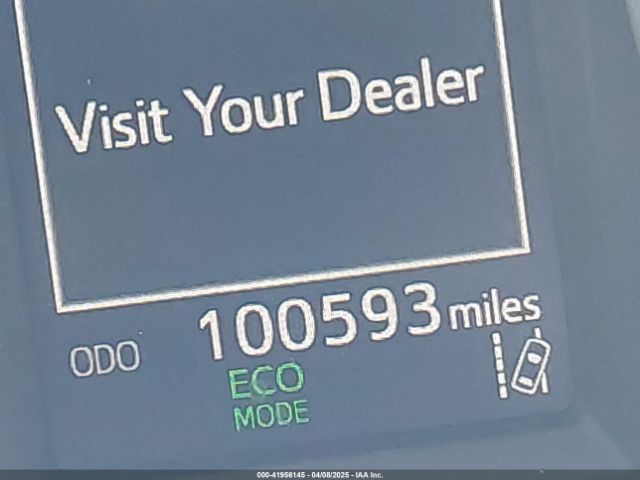 Visit Your Dealer
ODO 100593 miles
ECO
MODE
000-41956145 - 04/08/2025 - IAA Inc.